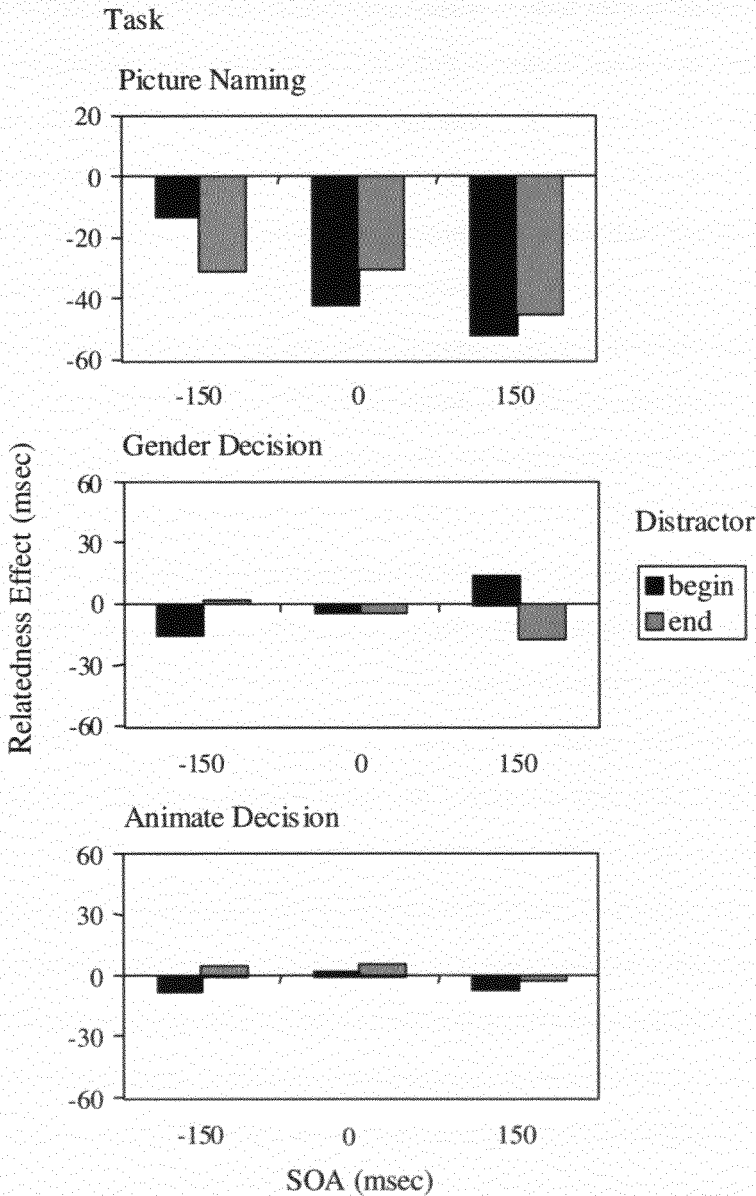 Task
Picture Naming
20
0
-20
-40
-60
-150 0 150
Gender Decision
60
30
0
-30
-60
-150 0 150
Animate Decision
60
30
0
-30
-60
-150 0 150
SOA (msec)
Relatedness Effect (msec)
Distractor
begin
end